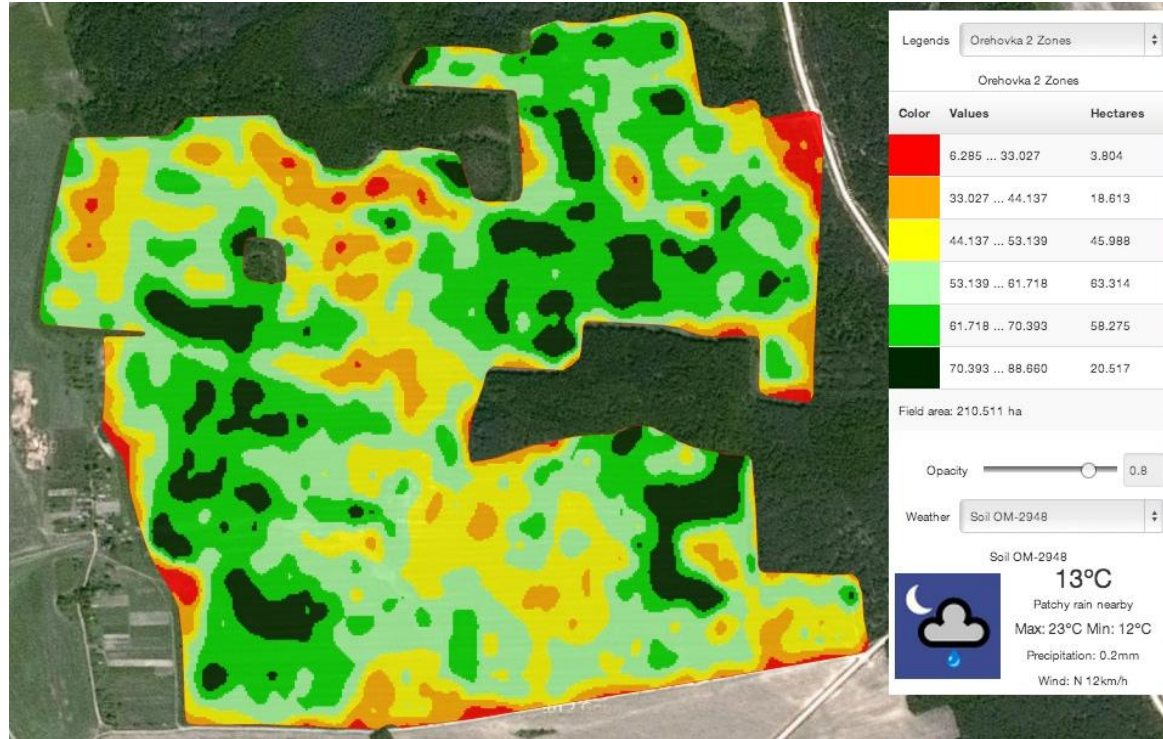 Legends Orehovka 2 Zones
Orehovka 2 Zones
Color Values Hectares
6.285 ... 33.027 3.804
33.027 ... 44.137 18.613
44.137 ... 53.139 45.988
53.139 ... 61.718 63.314
61.718 ... 70.393 58.275
70.393 ... 88.660 20.517
Field area: 210.511 ha
Opacity 0.8
Weather Soil OM-2948
Soil OM-2948
13°C
Patchy rain nearby
Max: 23°C Min: 12°C
Precipitation: 0.2mm
Wind: N 12km/h